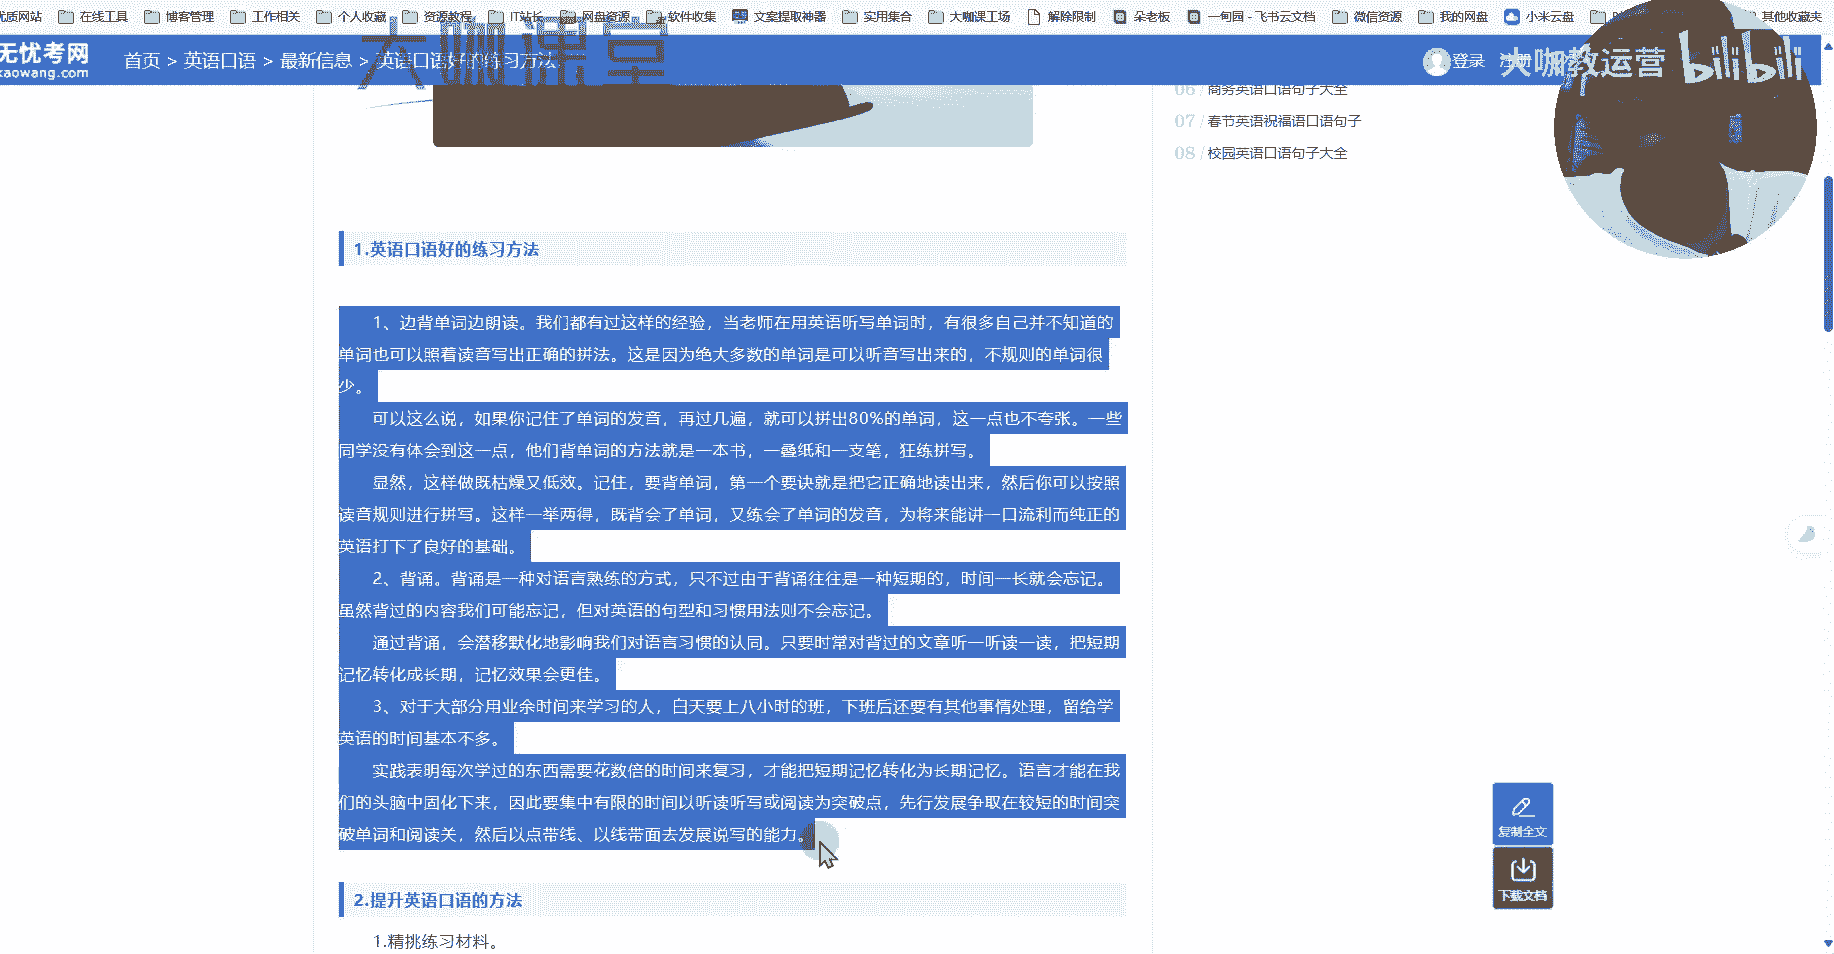 优质网站 在线工具 博客管理 工作相关 个人收藏 资源教程 IT站长 网盘资源 软件收集 文案提取神器 实用集合 大咖课工场 解除限制 朵老板 一甸园 - 飞书云文档 微信资源 我的网盘 小米云盘 其他收藏夹
大咖课堂
无忧考网
kaowang.com
首页 > 英语口语 > 最新信息 > 英语口语好的练习方法
登录 注册
大咖教运营 bilibili
06 / 商务英语口语句子大全
07 / 春节英语祝福语口语句子
08 / 校园英语口语句子大全
1.英语口语好的练习方法
1、边背单词边朗读。我们都有过这样的经验，当老师在用英语听写单词时，有很多自己并不知道的
单词也可以照着读音写出正确的拼法。这是因为绝大多数的单词是可以听音写出来的，不规则的单词很
少。
可以这么说，如果你记住了单词的发音，再过几遍，就可以拼出80%的单词，这一点也不夸张。一些
同学没有体会到这一点，他们背单词的方法就是一本书，一叠纸和一支笔，狂练拼写。
显然，这样做既枯燥又低效。记住，要背单词，第一个要诀就是把它正确地读出来，然后你可以按照
读音规则进行拼写。这样一举两得，既背会了单词，又练会了单词的发音，为将来能讲一口流利而纯正的
英语打下了良好的基础。
2、背诵。背诵是一种对语言熟练的方式，只不过由于背诵往往是一种短期的，时间一长就会忘记。
虽然背过的内容我们可能忘记，但对英语的句型和习惯用法则不会忘记。
通过背诵，会潜移默化地影响我们对语言习惯的认同。只要时常对背过的文章听一听读一读，把短期
记忆转化成长期，记忆效果会更佳。
3、对于大部分用业余时间来学习的人，白天要上八小时的班，下班后还要有其他事情处理，留给学
英语的时间基本不多。
实践表明每次学过的东西需要花数倍的时间来复习，才能把短期记忆转化为长期记忆。语言才能在我
们的头脑中固化下来，因此要集中有限的时间以听读听写或阅读为突破点，先行发展争取在较短的时间突
破单词和阅读关，然后以点带线、以线带面去发展说写的能力。
复制全文
下载文档
2.提升英语口语的方法
1.精挑练习材料。